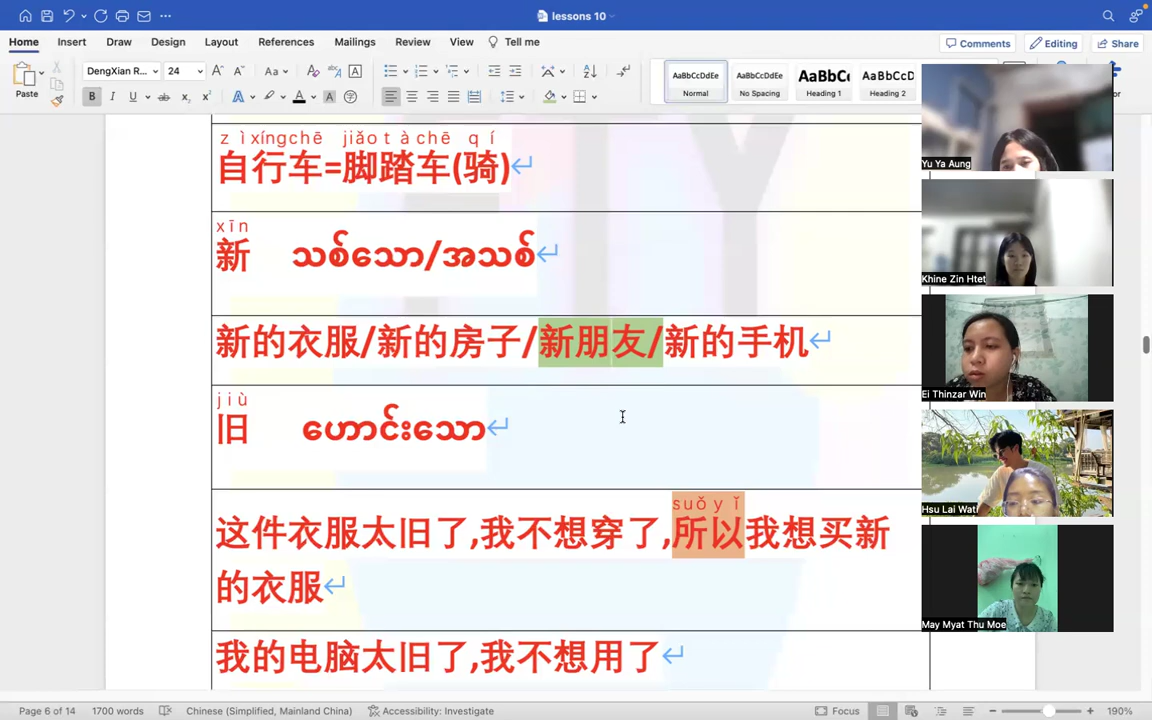 lessons 10
Home Insert Draw Design Layout References Mailings Review View Tell me
Comments Editing Share
Paste
DengXian R... 24
B I U ab x₂ x²
AaBbCcDdEe AaBbCcDdEe AaBbCc AaBbCcD
Normal No Spacing Heading 1 Heading 2
zìxíngchē jiǎotàchē qí
自行车=脚踏车(骑)
xīn
新 သစ်သော/အသစ်
新的衣服/新的房子/新朋友/新的手机
jiù
旧 ဟောင်းသော
suǒyǐ
这件衣服太旧了,我不想穿了,所以我想买新
的衣服
我的电脑太旧了,我不想用了
Yu Ya Aung
Khine Zin Htet
Ei Thinzar Win
Hsu Lai Wat
May Myat Thu Moe
Page 6 of 14 1700 words Chinese (Simplified, Mainland China) Accessibility: Investigate Focus 190%